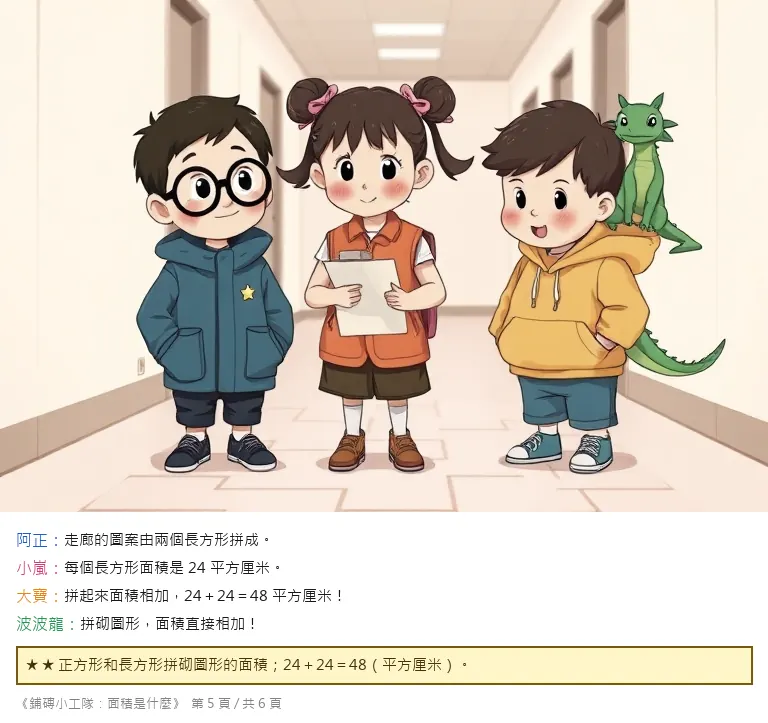 阿正：走廊的圖案由兩個長方形拼成。
小嵐：每個長方形面積是 24 平方厘米。
大寶：拼起來面積相加，24＋24＝48 平方厘米！
波波龍：拼砌圖形，面積直接相加！
★★ 正方形和長方形拼砌圖形的面積；24＋24＝48（平方厘米）。
《鋪磚小工隊：面積是什麼》 第 5 頁 / 共 6 頁